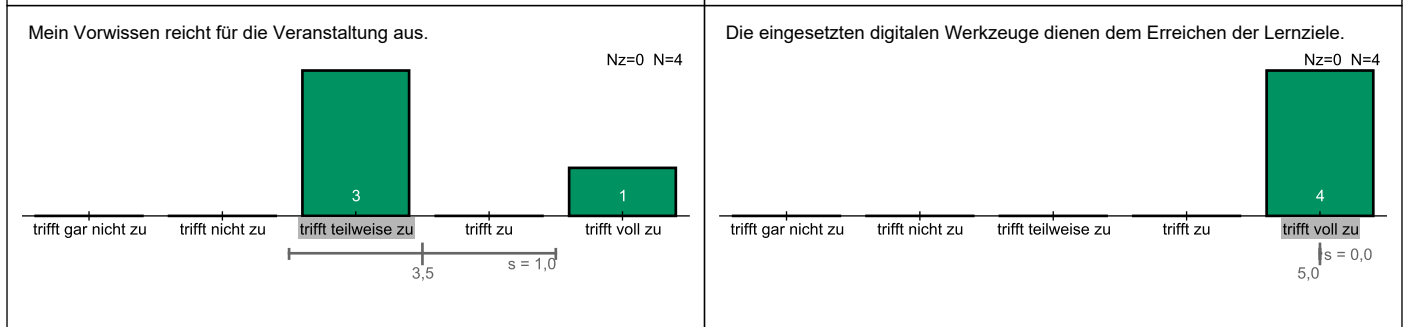 Mein Vorwissen reicht für die Veranstaltung aus.
Nz=0 N=4
3
1
trifft gar nicht zu
trifft nicht zu
trifft teilweise zu
trifft zu
trifft voll zu
s = 1,0
3,5
Die eingesetzten digitalen Werkzeuge dienen dem Erreichen der Lernziele.
Nz=0 N=4
4
trifft gar nicht zu
trifft nicht zu
trifft teilweise zu
trifft zu
trifft voll zu
s = 0,0
5,0